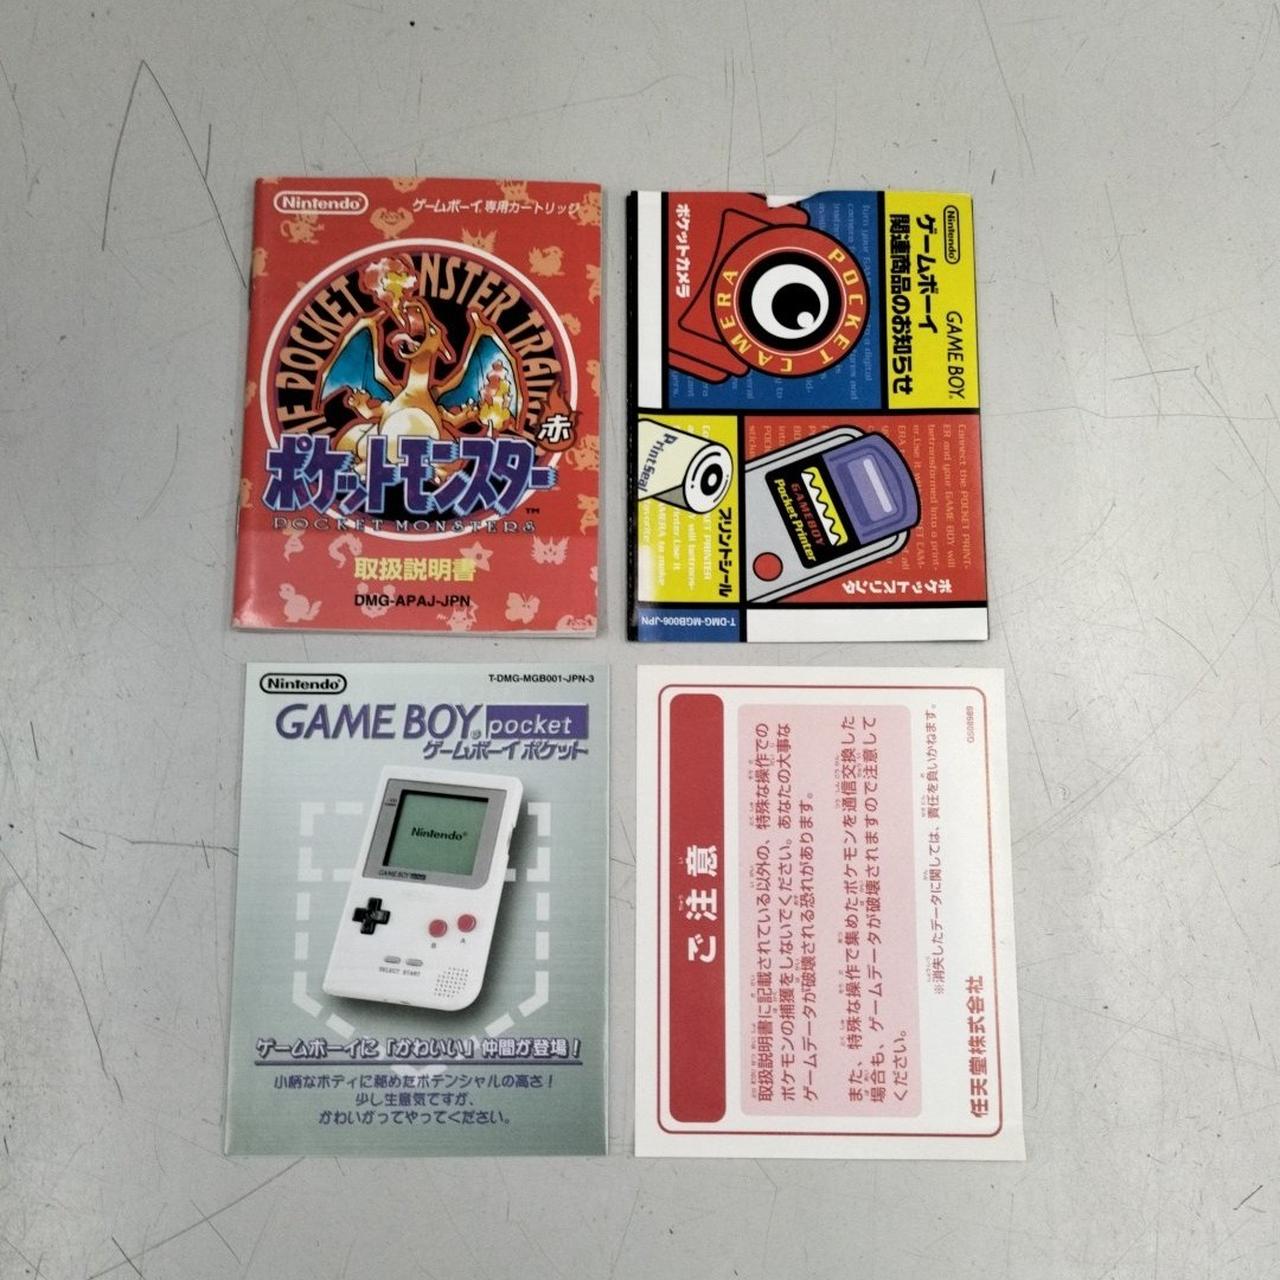 Nintendo
ゲームボーイ専用カートリッジ
POCKET MONSTER
赤
ポケットモンスター
TM
POCKET MONSTERS
取扱説明書
DMG-APAJ-JPN
Nintendo
GAME BOY
ゲームボーイ
関連商品のお知らせ
ポケットカメラ
POCKET CAMERA
Print Seal
プリントシール
GAMEBOY
Pocket Printer
ポケットプリンタ
Connect the POCKET PRINT-
ER and your GAME BOY will
T-DMG-MGB006-JPN
Nintendo
T-DMG-MGB001-JPN-3
GAME BOY pocket
ゲームボーイポケット
Nintendo
GAME BOY pocket
B
A
SELECT START
ゲームボーイに「かわいい」仲間が登場!
小柄なボディに秘めたポテンシャルの高さ!
少し生意気ですが、
かわいがってやってください。
ご注意
取扱説明書に記載されている以外の、特殊な操作での
ポケモンの捕獲をしないでください。あなたの大事な
ゲームデータが破壊される恐れがあります。
また、特殊な操作で集めたポケモンを通信交換した
場合も、ゲームデータが破壊されますので注意して
ください。
※消失したデータに関しては、責任を負いかねます。
任天堂株式会社